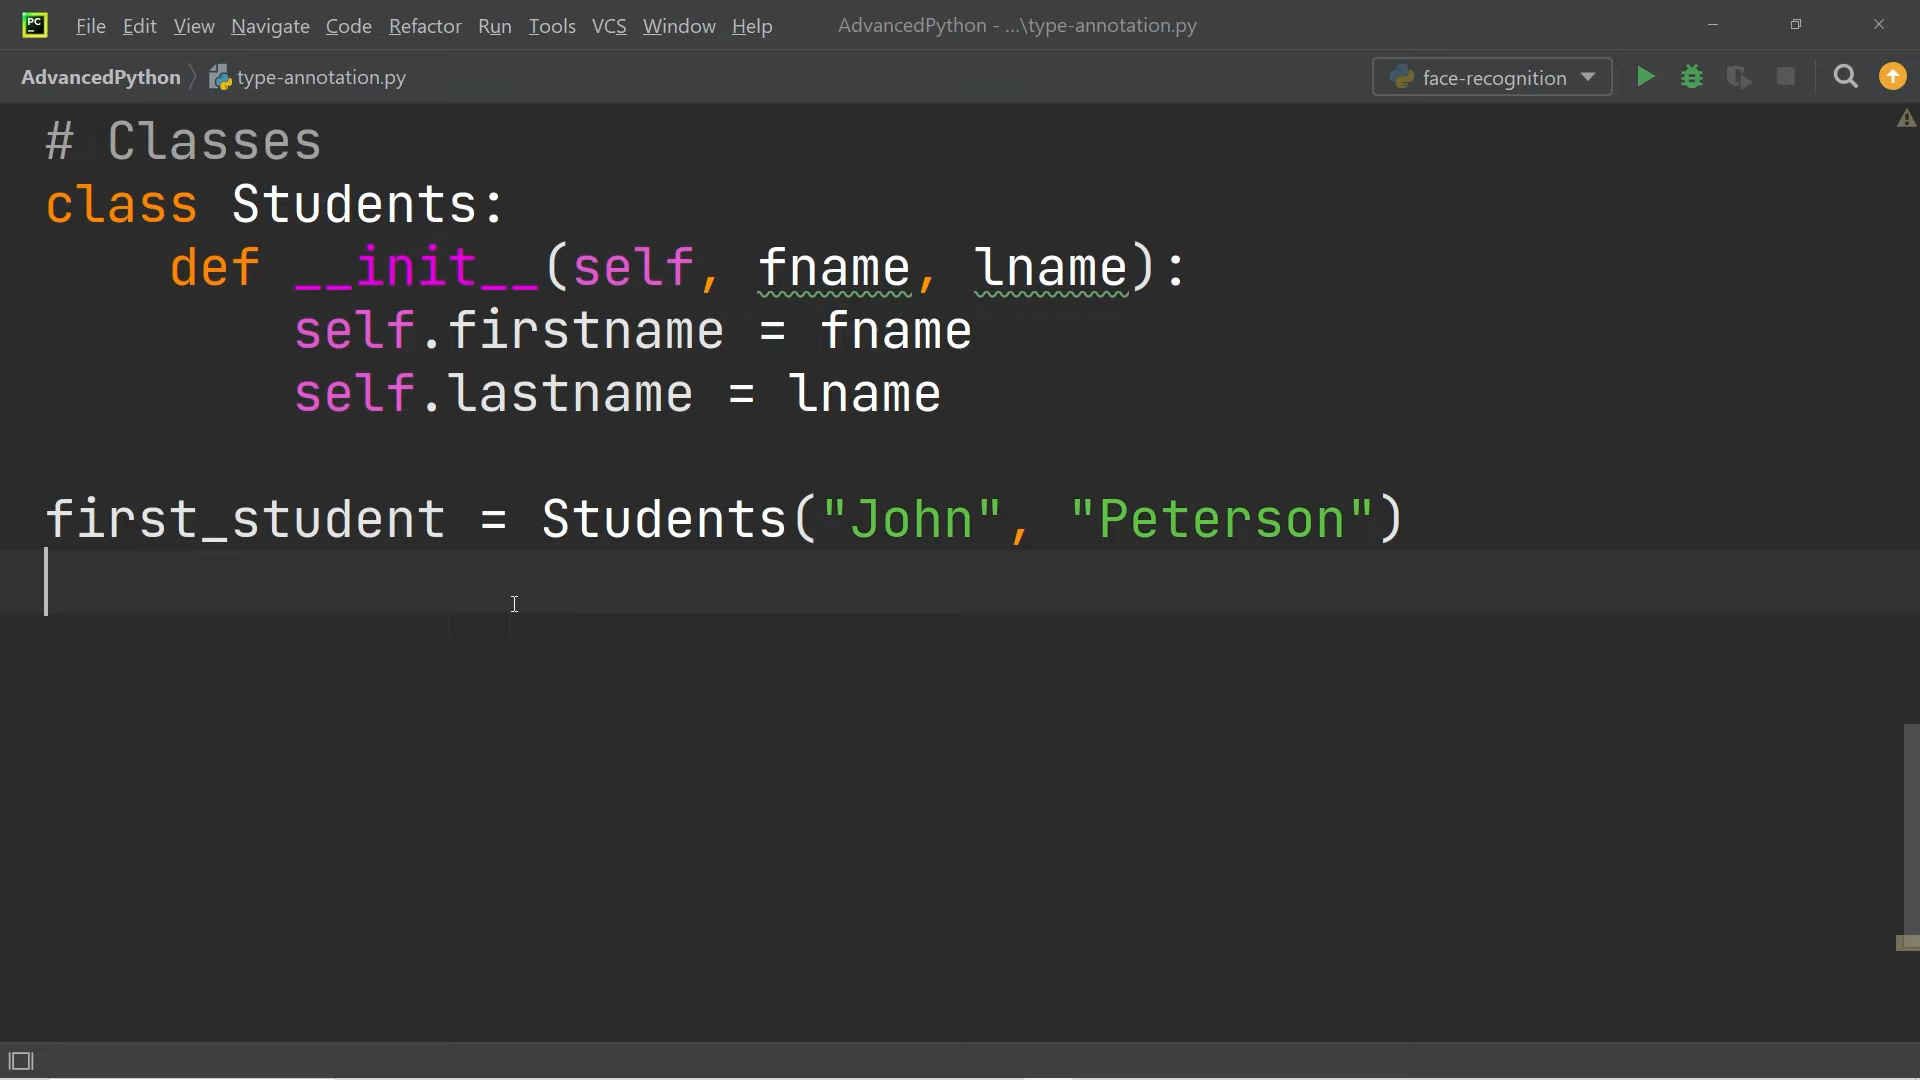 PC File Edit View Navigate Code Refactor Run Tools VCS Window Help AdvancedPython - ...\type-annotation.py
AdvancedPython type-annotation.py face-recognition
# Classes
class Students:
    def __init__(self, fname, lname):
        self.firstname = fname
        self.lastname = lname
first_student = Students("John", "Peterson")